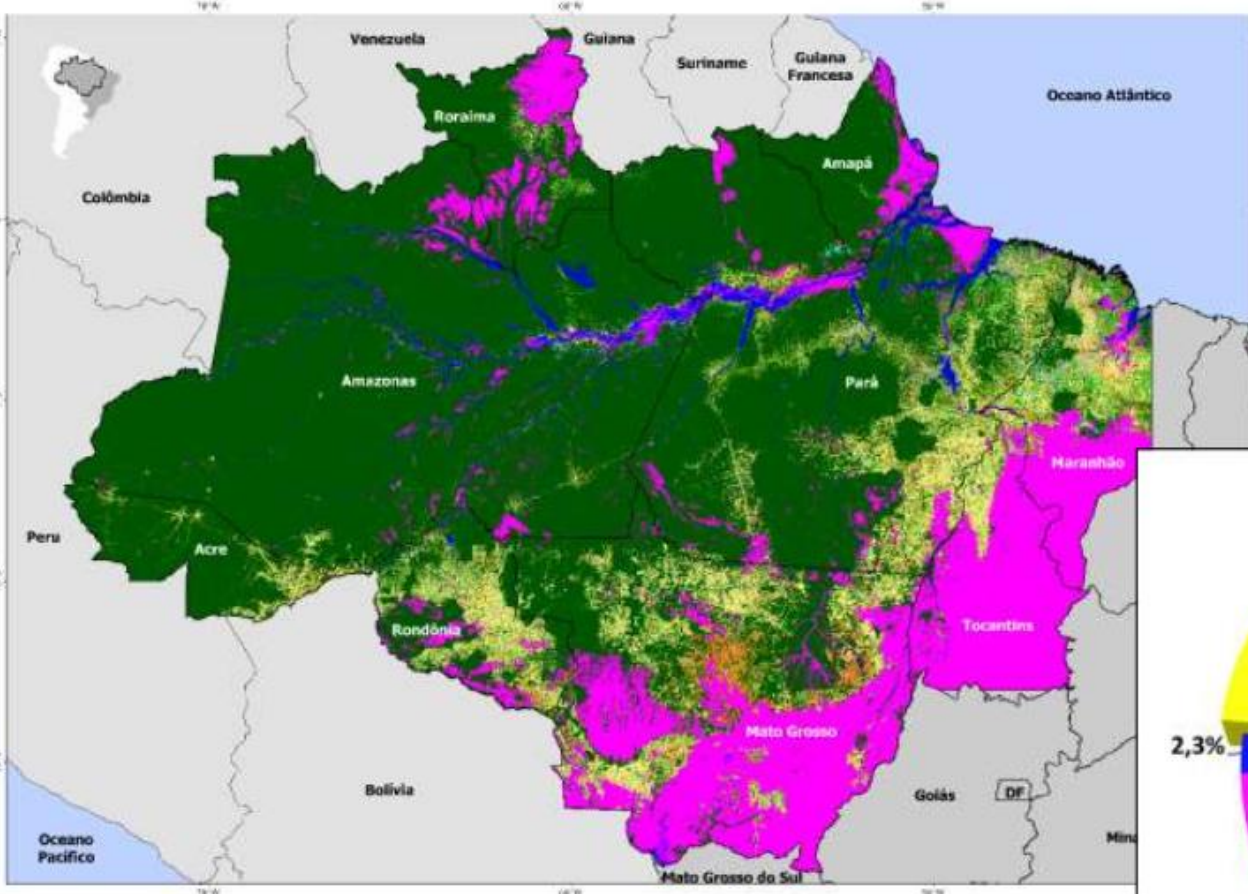 Venezuela
Guiana
Suriname
Guiana
Francesa
Oceano Atlântico
Roraima
Amapá
Colômbia
Amazonas
Pará
Maranhão
Peru
Acre
Rondônia
Tocantins
Mato Grosso
2,3%
Bolívia
Goiás
DF
Mina
Oceano
Pacífico
Mato Grosso do Sul